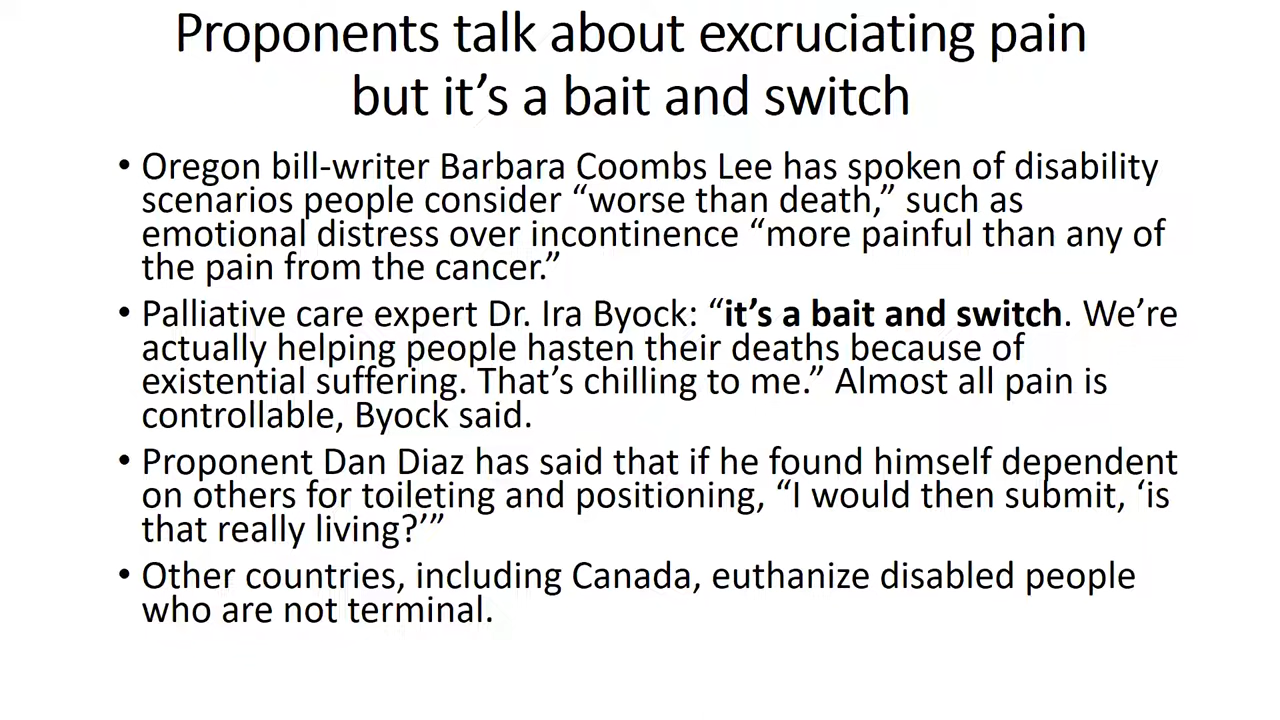 Proponents talk about excruciating pain
but it’s a bait and switch
• Oregon bill-writer Barbara Coombs Lee has spoken of disability
scenarios people consider “worse than death,” such as
emotional distress over incontinence “more painful than any of
the pain from the cancer.”
• Palliative care expert Dr. Ira Byock: “it’s a bait and switch. We’re
actually helping people hasten their deaths because of
existential suffering. That’s chilling to me.” Almost all pain is
controllable, Byock said.
• Proponent Dan Diaz has said that if he found himself dependent
on others for toileting and positioning, “I would then submit, ‘is
that really living?’”
• Other countries, including Canada, euthanize disabled people
who are not terminal.